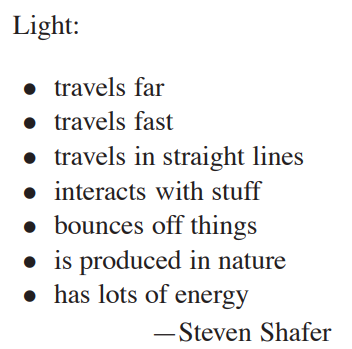 Light:
• travels far
• travels fast
• travels in straight lines
• interacts with stuff
• bounces off things
• is produced in nature
• has lots of energy
—Steven Shafer